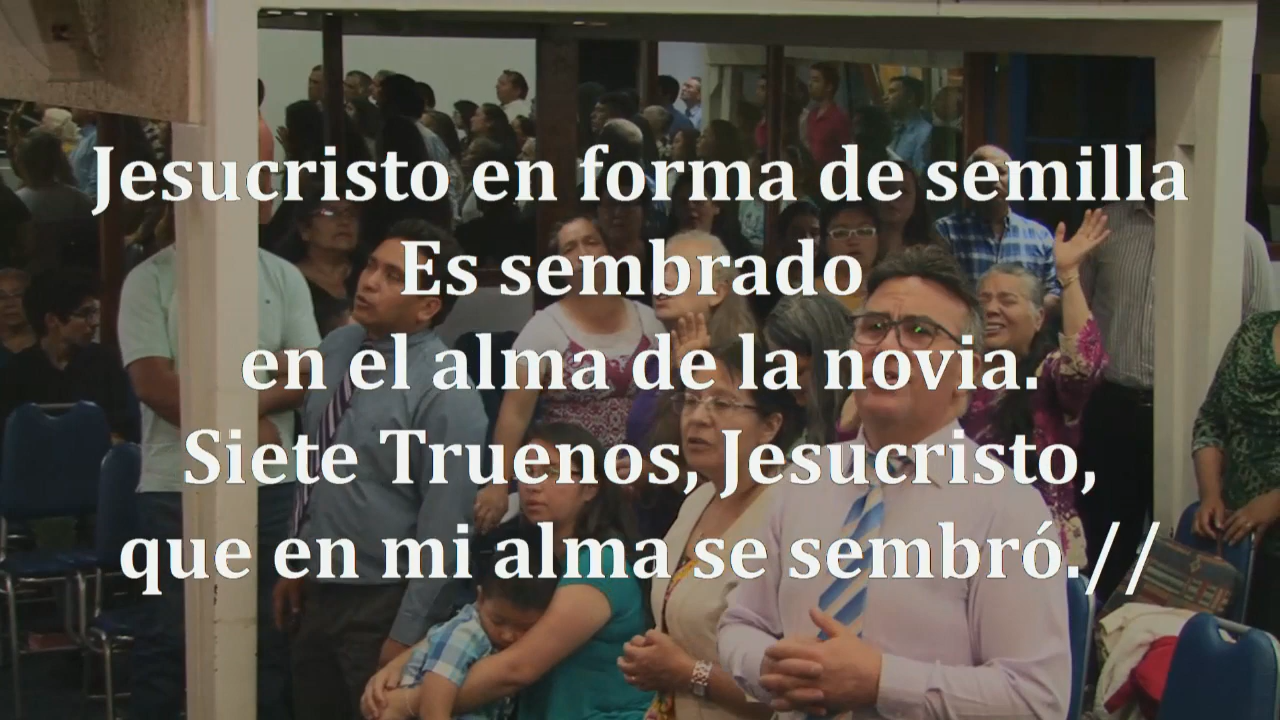 Jesucristo en forma de semilla
Es sembrado
en el alma de la novia.
Siete Truenos, Jesucristo,
que en mi alma se sembró.//